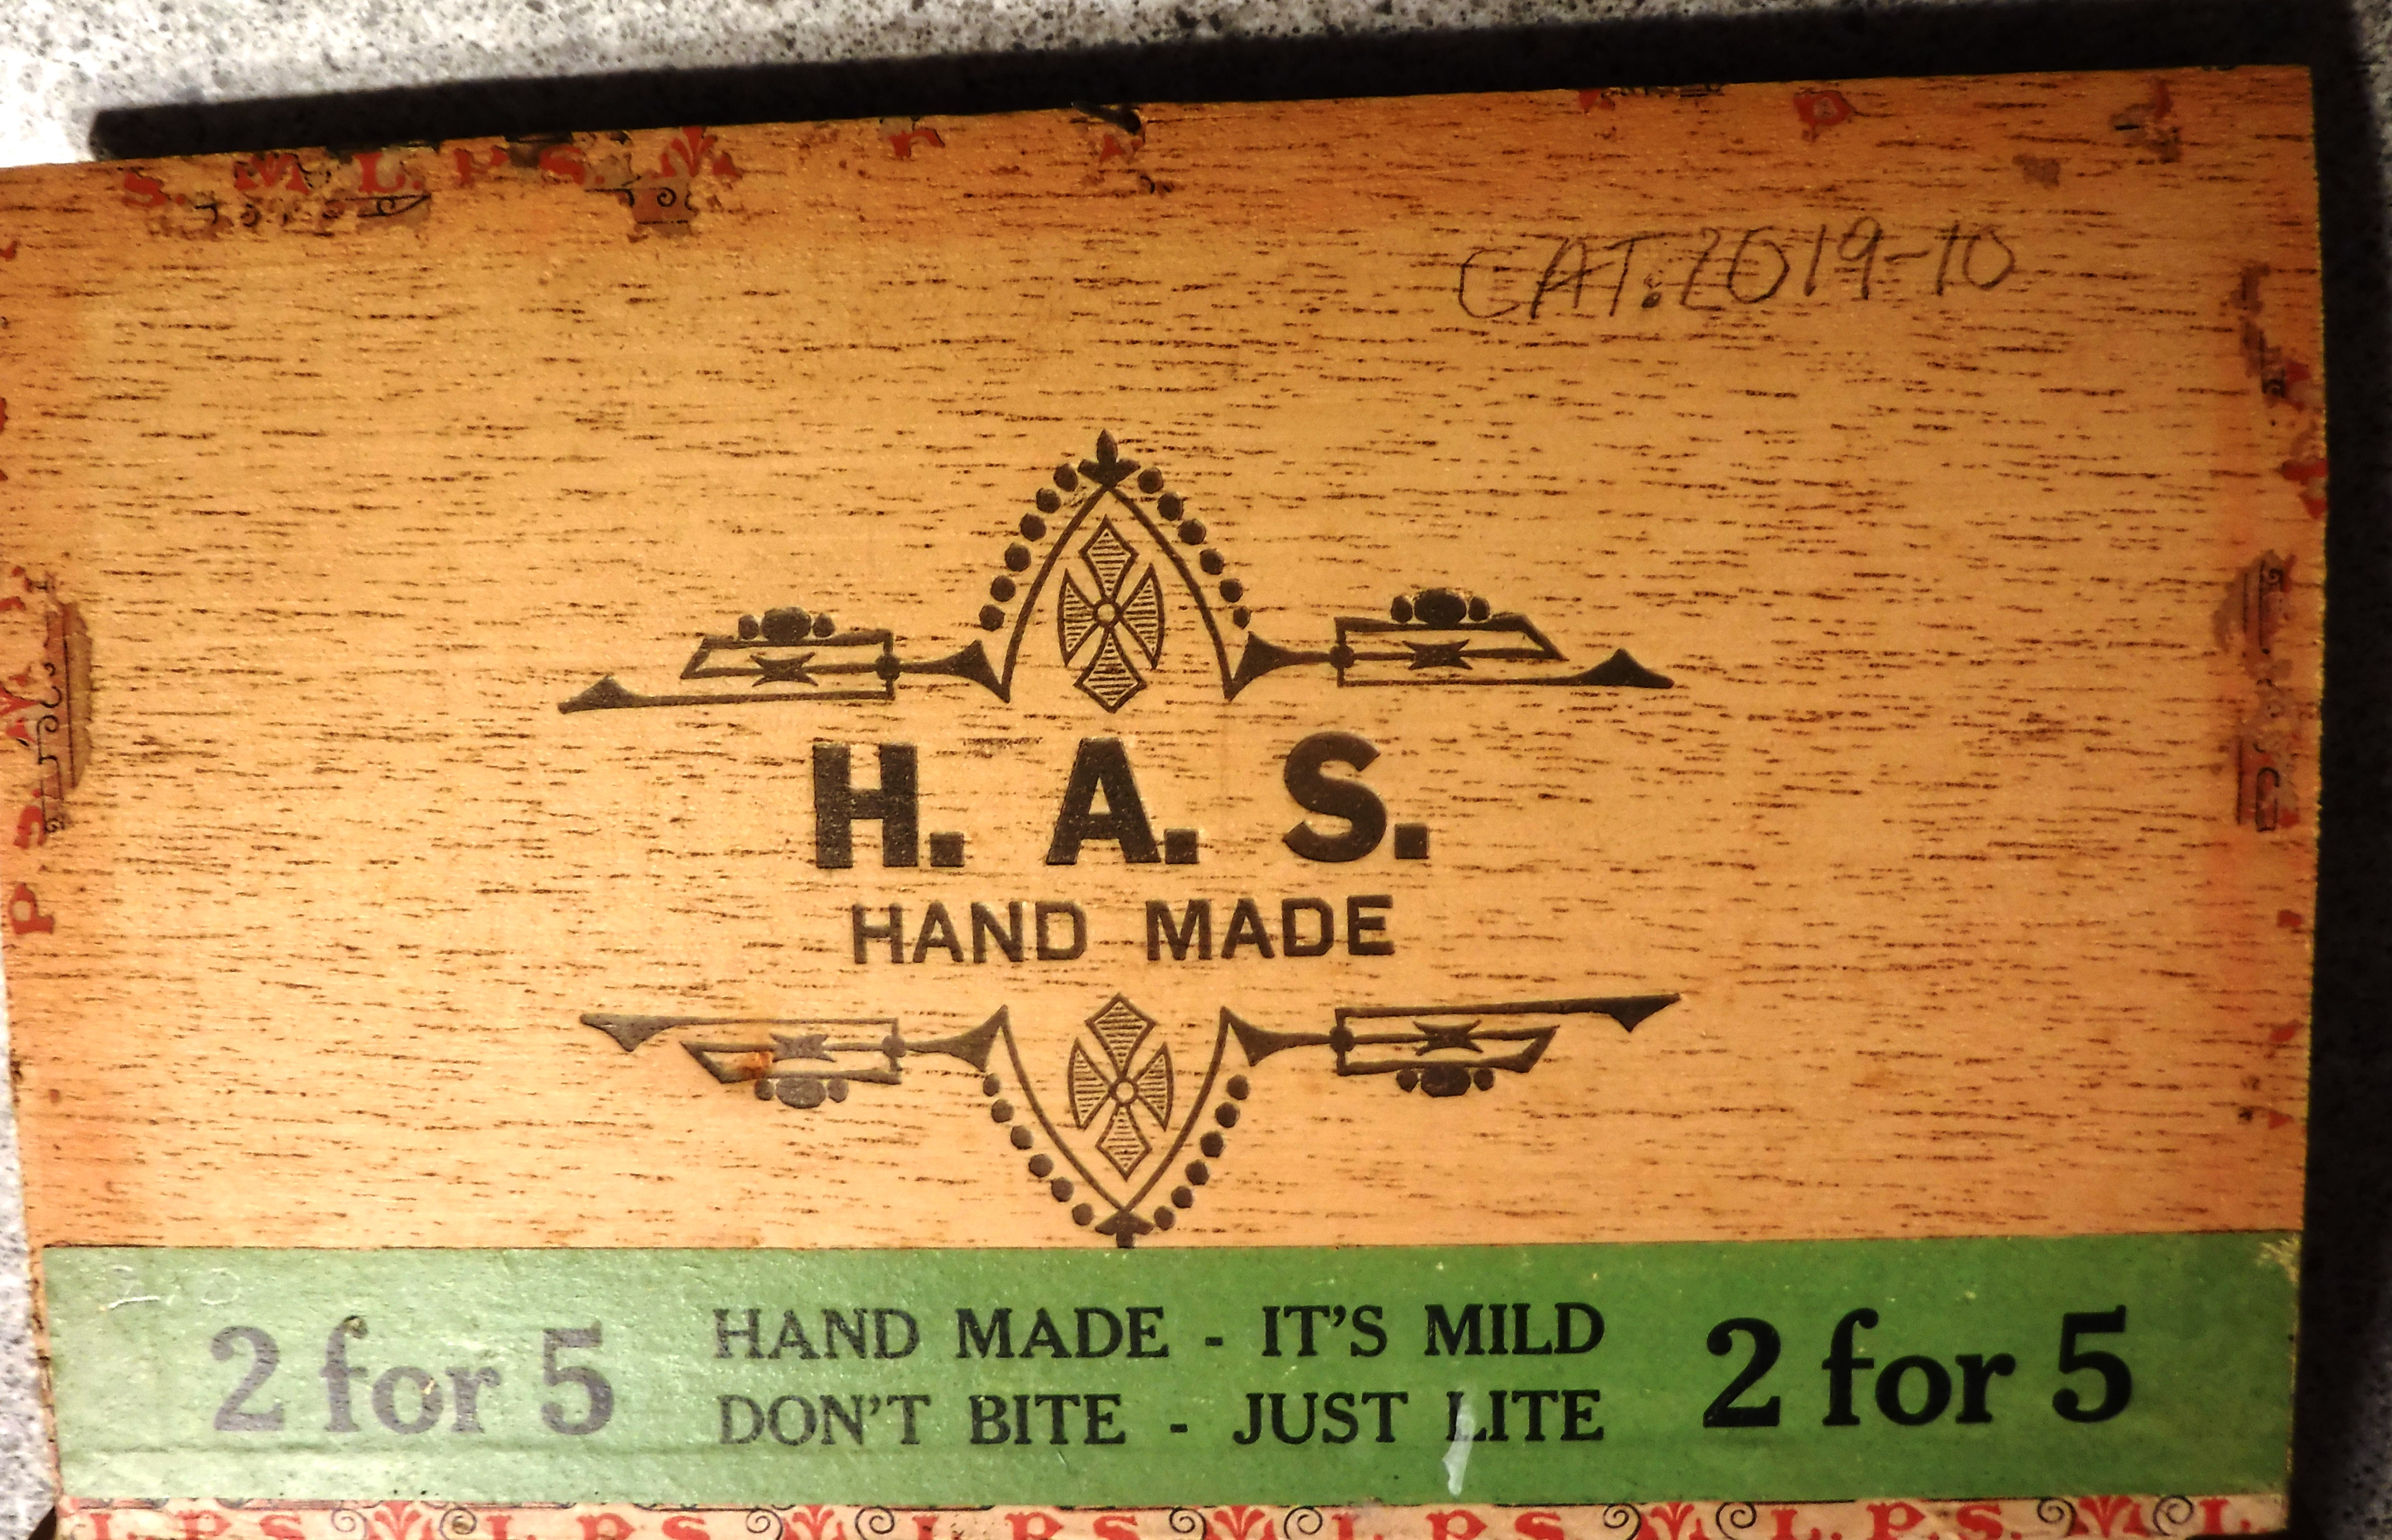 S. M L. P. S.
CAT. 2019-10
H. A. S.
HAND MADE
2 for 5
HAND MADE - IT'S MILD
DON'T BITE - JUST LITE
2 for 5
L. P. S. L. P. S. L. P. S. L. P. S. L. P. S. L.